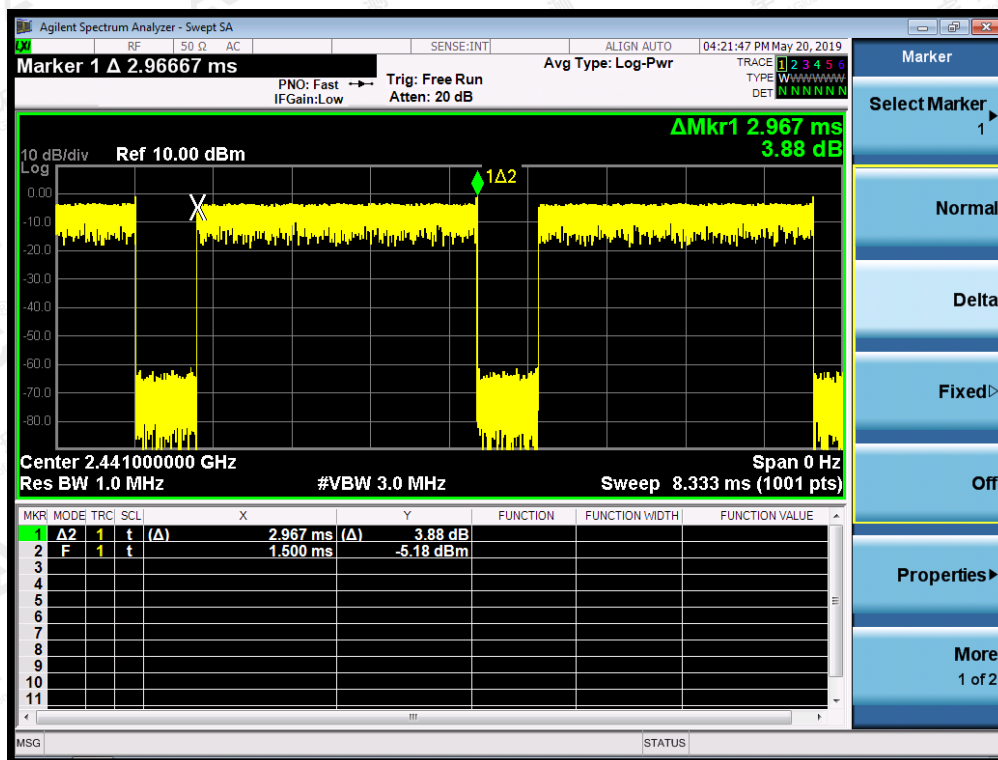 Agilent Spectrum Analyzer - Swept SA
LXI RF 50 Ω AC SENSE:INT ALIGN AUTO 04:21:47 PM May 20, 2019
Marker 1 Δ 2.96667 ms
PNO: Fast
IFGain:Low
Trig: Free Run
Atten: 20 dB
Avg Type: Log-Pwr
TRACE 1 2 3 4 5 6
TYPE WWWWWWW
DET N N N N N N
ΔMkr1 2.967 ms
3.88 dB
10 dB/div Ref 10.00 dBm
Log
1Δ2
0.00
-10.0
-20.0
-30.0
-40.0
-50.0
-60.0
-70.0
-80.0
X
Center 2.441000000 GHz Span 0 Hz
Res BW 1.0 MHz #VBW 3.0 MHz Sweep 8.333 ms (1001 pts)
MKR MODE TRC SCL X Y FUNCTION FUNCTION WIDTH FUNCTION VALUE
1 Δ2 1 t (Δ) 2.967 ms (Δ) 3.88 dB
2 F 1 t 1.500 ms -5.18 dBm
3
4
5
6
7
8
9
10
11
MSG STATUS
Marker
Select Marker
1
Normal
Delta
Fixed
Off
Properties
More
1 of 2